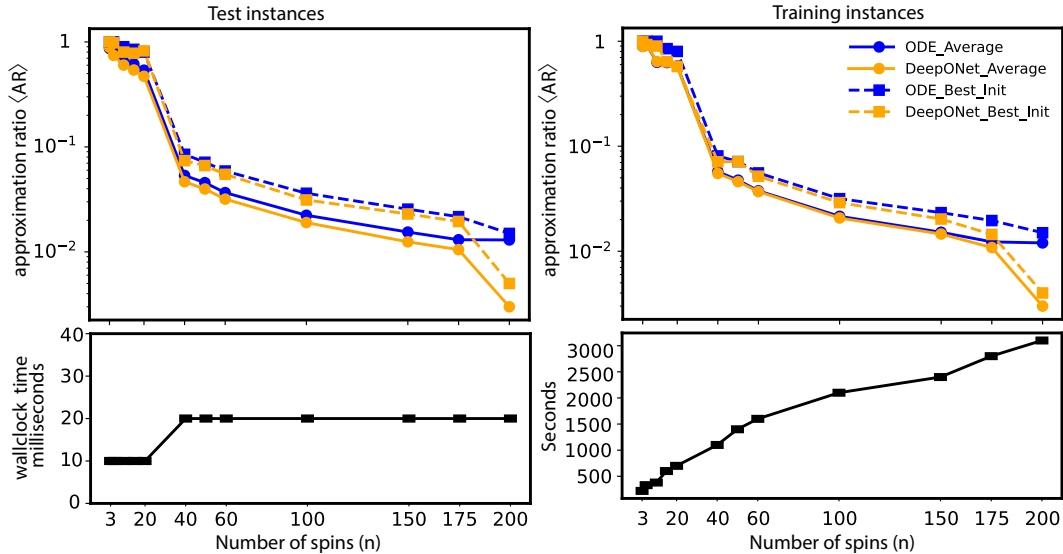 Test instances
approximation ratio ⟨AR⟩
1
10⁻¹
10⁻²
wallclock time
milliseconds
40
30
20
10
0
3 20 40 60 100 150 175 200
Number of spins (n)
Training instances
approximation ratio ⟨AR⟩
1
10⁻¹
10⁻²
ODE_Average
DeepONet_Average
ODE_Best_Init
DeepONet_Best_Init
Seconds
3000
2500
2000
1500
1000
500
3 20 40 60 100 150 175 200
Number of spins (n)